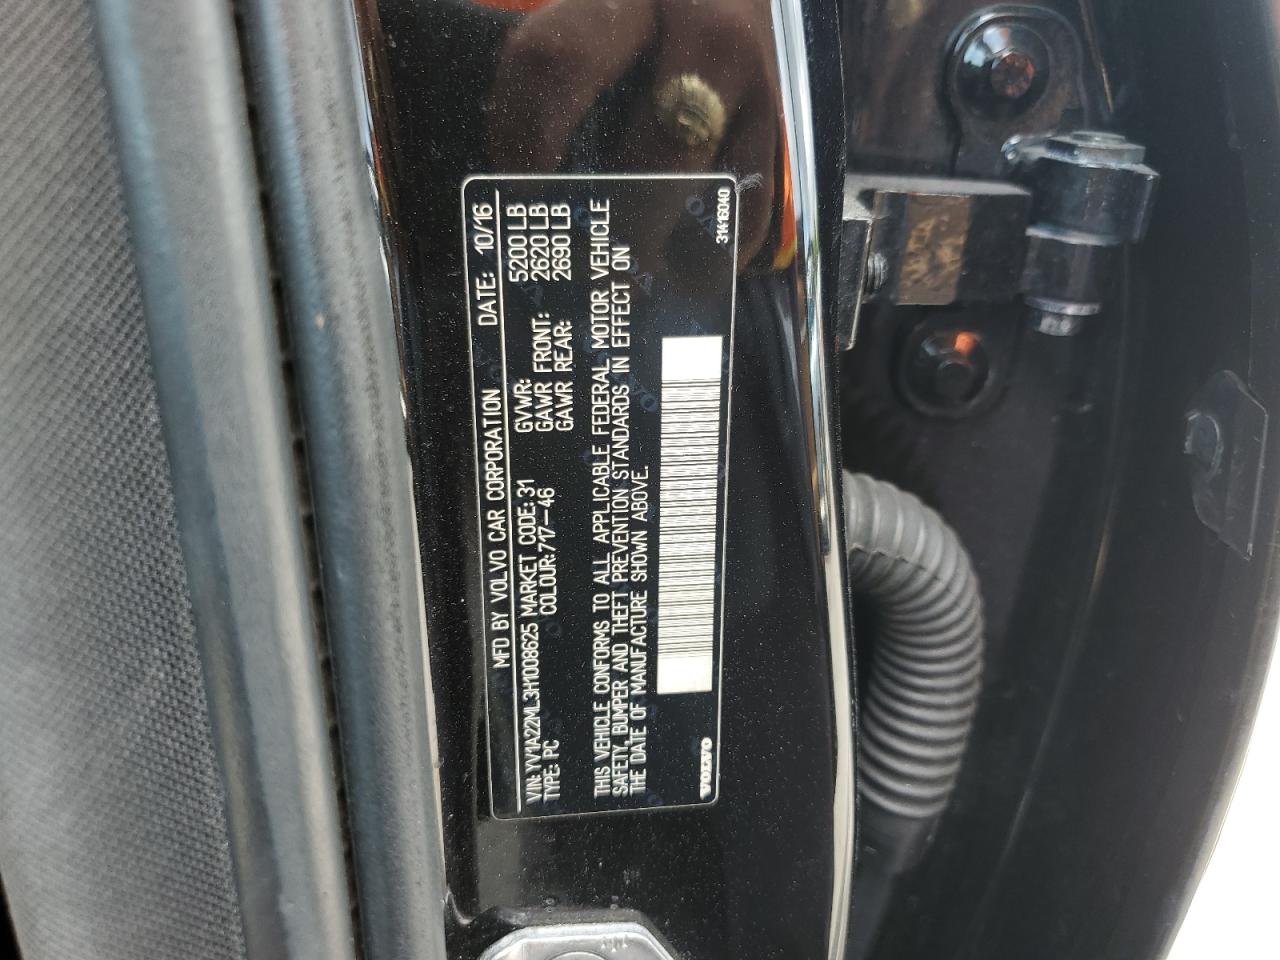 MFD BY VOLVO CAR CORPORATION DATE: 10/16
VIN: YV1A22ML3H1008625 MARKET CODE: 31 GVWR: 5200 LB
TYPE: PC COLOUR: 717-46 GAWR FRONT: 2620 LB
GAWR REAR: 2690 LB
THIS VEHICLE CONFORMS TO ALL APPLICABLE FEDERAL MOTOR VEHICLE
SAFETY, BUMPER AND THEFT PREVENTION STANDARDS IN EFFECT ON
THE DATE OF MANUFACTURE SHOWN ABOVE.
VOLVO 31416040